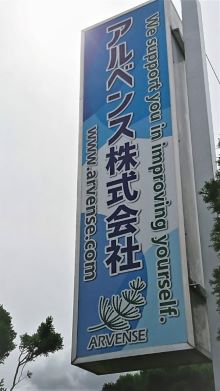 We support you in improving yourself.
アルベンス株式会社
www.arvense.com
ARVENSE